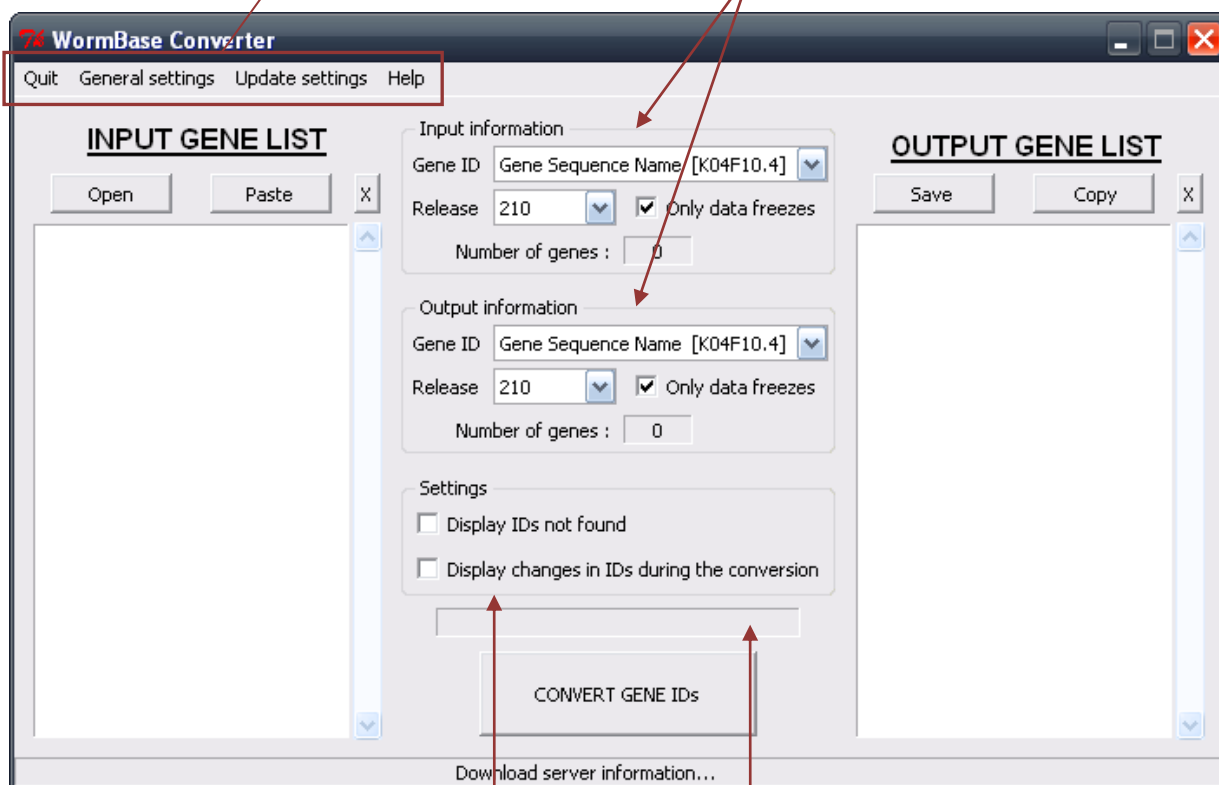 WormBase Converter
Quit General settings Update settings Help
INPUT GENE LIST
Open Paste X
Input information
Gene ID Gene Sequence Name [K04F10.4]
Release 210 Only data freezes
Number of genes : 0
Output information
Gene ID Gene Sequence Name [K04F10.4]
Release 210 Only data freezes
Number of genes : 0
Settings
Display IDs not found
Display changes in IDs during the conversion
CONVERT GENE IDs
OUTPUT GENE LIST
Save Copy X
Download server information...